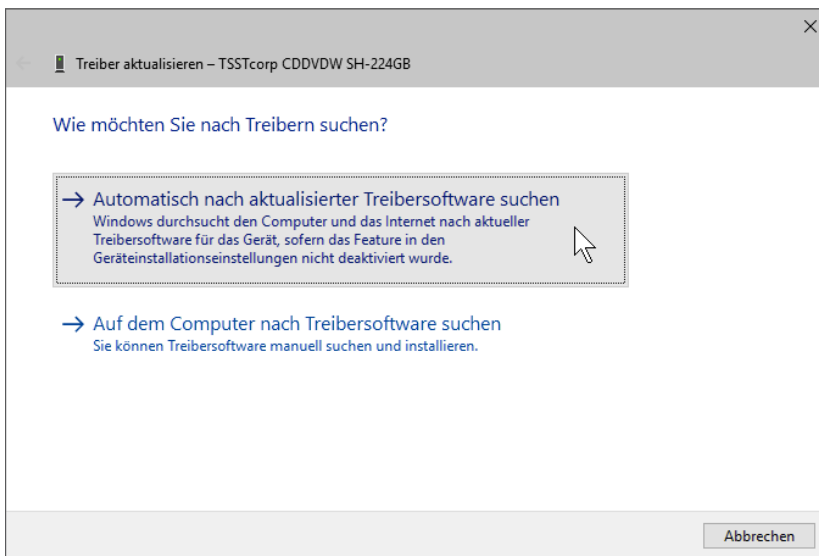 Treiber aktualisieren – TSSTcorp CDDVDW SH-224GB
Wie möchten Sie nach Treibern suchen?
Automatisch nach aktualisierter Treibersoftware suchen
Windows durchsucht den Computer und das Internet nach aktueller
Treibersoftware für das Gerät, sofern das Feature in den
Geräteinstallationseinstellungen nicht deaktiviert wurde.
Auf dem Computer nach Treibersoftware suchen
Sie können Treibersoftware manuell suchen und installieren.
Abbrechen